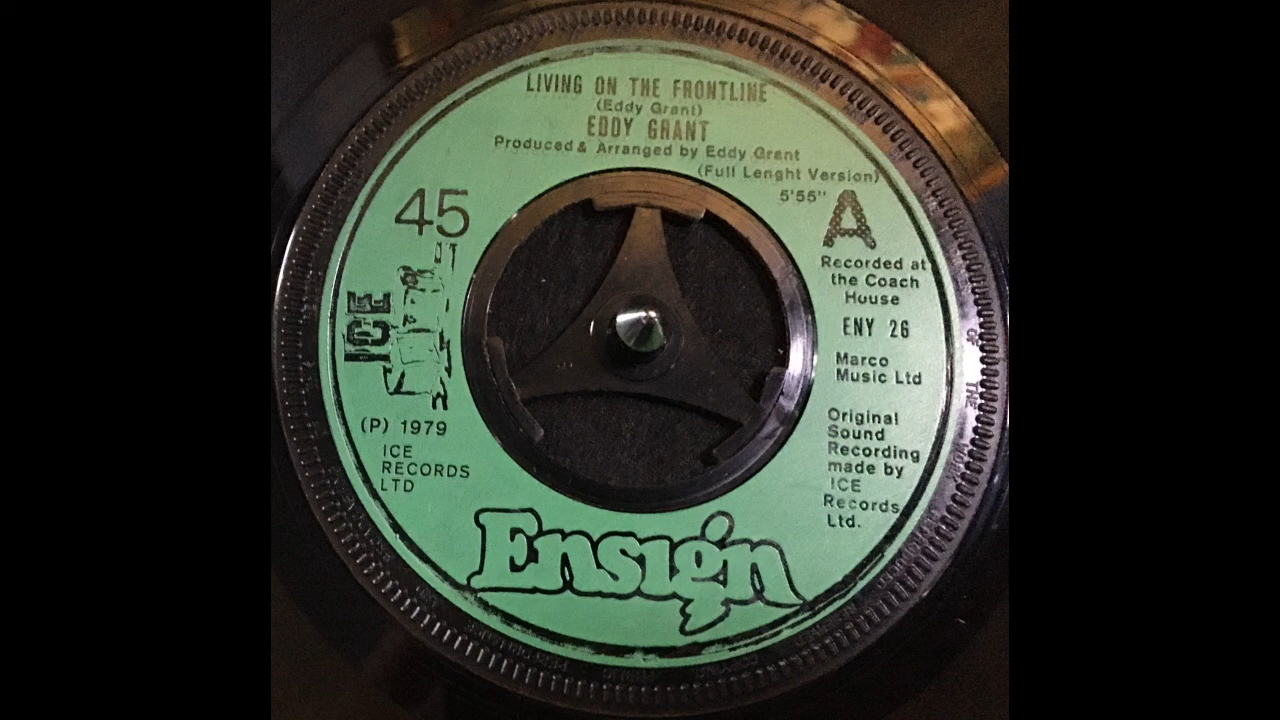 LIVING ON THE FRONTLINE
(Eddy Grant)
EDDY GRANT
Produced & Arranged by Eddy Grant
(Full Lenght Version)
5'55"
A
45
ICE
Recorded at
the Coach
House
ENY 26
Marco
Music Ltd
(P) 1979
ICE
RECORDS
LTD
Original
Sound
Recording
made by
ICE
Records
Ltd.
Ensign
OF THE